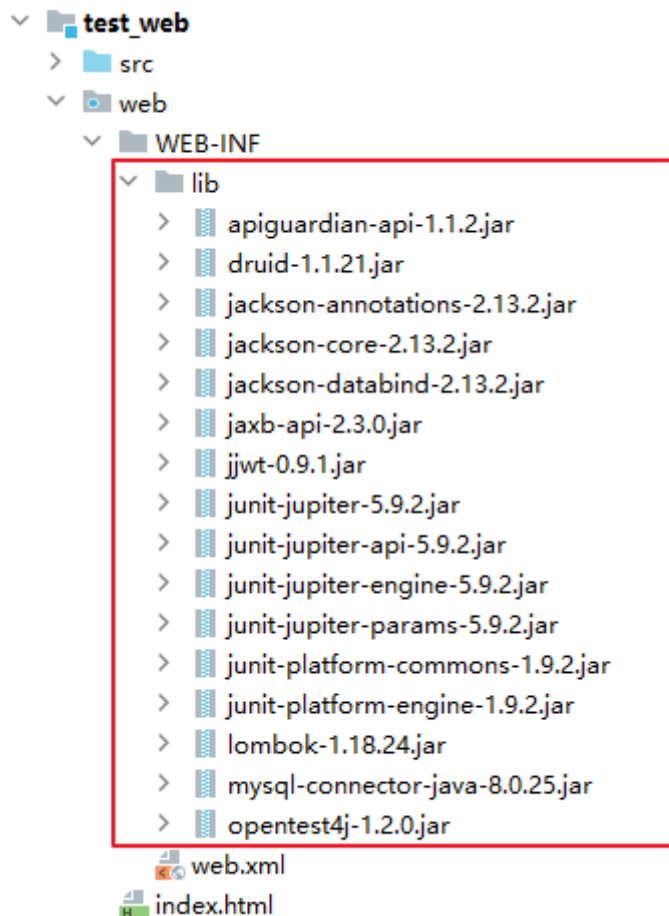 test_web
src
web
WEB-INF
lib
apiguardian-api-1.1.2.jar
druid-1.1.21.jar
jackson-annotations-2.13.2.jar
jackson-core-2.13.2.jar
jackson-databind-2.13.2.jar
jaxb-api-2.3.0.jar
jjwt-0.9.1.jar
junit-jupiter-5.9.2.jar
junit-jupiter-api-5.9.2.jar
junit-jupiter-engine-5.9.2.jar
junit-jupiter-params-5.9.2.jar
junit-platform-commons-1.9.2.jar
junit-platform-engine-1.9.2.jar
lombok-1.18.24.jar
mysql-connector-java-8.0.25.jar
opentest4j-1.2.0.jar
web.xml
index.html